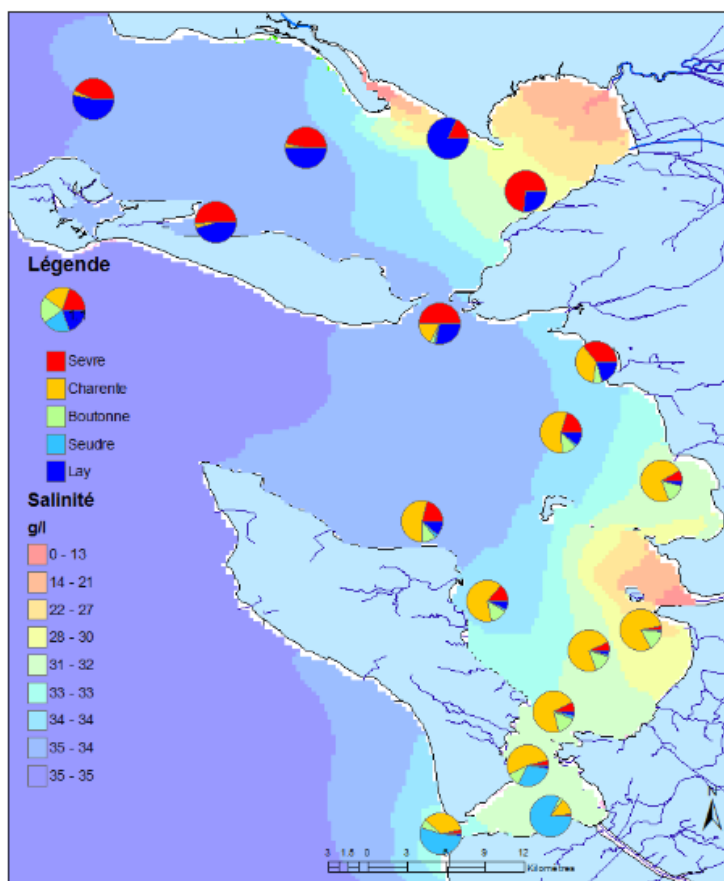 Légende
Sevre
Charente
Boutonne
Seudre
Lay
Salinité
g/l
0 - 13
14 - 21
22 - 27
28 - 30
31 - 32
33 - 33
34 - 34
35 - 34
35 - 35
N
3 1.5 0 3 6 9 12
Kilometres